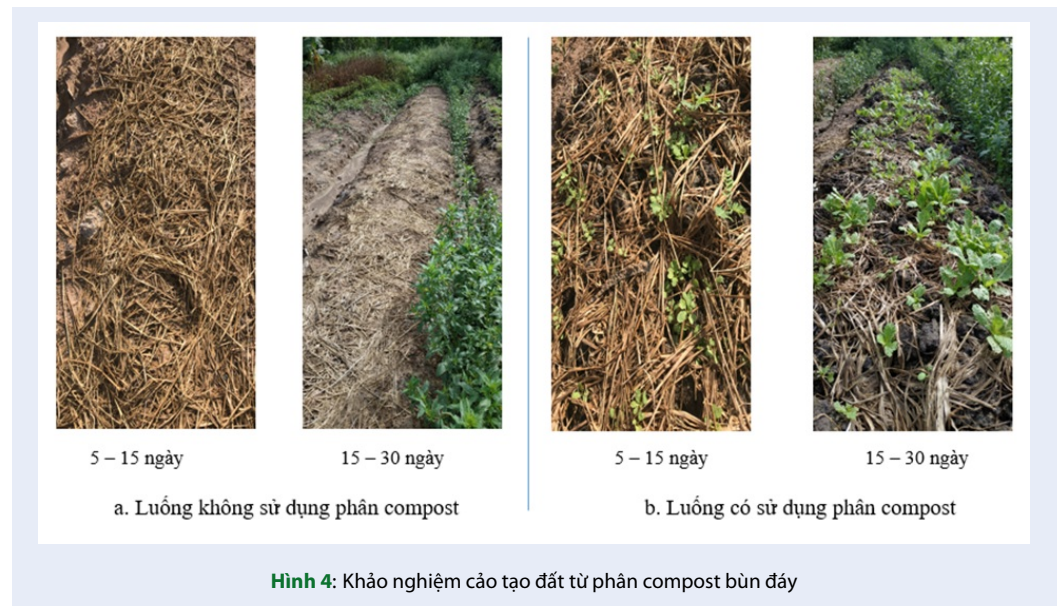 5 – 15 ngày
15 – 30 ngày
5 – 15 ngày
15 – 30 ngày
a. Luống không sử dụng phân compost
b. Luống có sử dụng phân compost
Hình 4: Khảo nghiệm cảo tạo đất từ phân compost bùn đáy